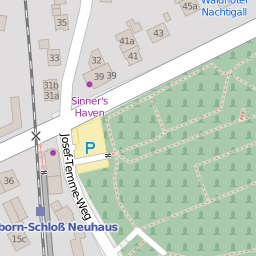 55
35
45a
Waldhotel
Nachtigall
41
41a
43
32
39
39
31b
31a
Sinner's
Haven
P
Josef-Temme-Weg
36
born-Schloß Neuhaus
15c